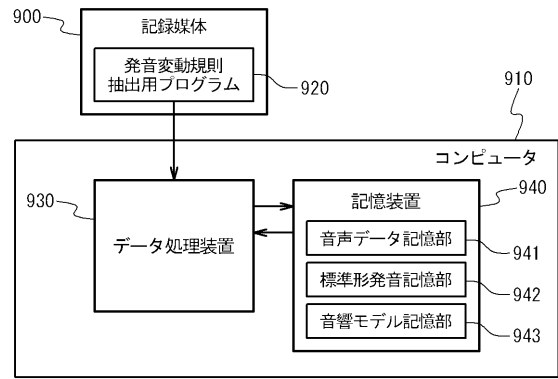 900
記録媒体
発音変動規則
抽出用プログラム
920
910
コンピュータ
930
データ処理装置
記憶装置
940
音声データ記憶部
941
標準形発音記憶部
942
音響モデル記憶部
943